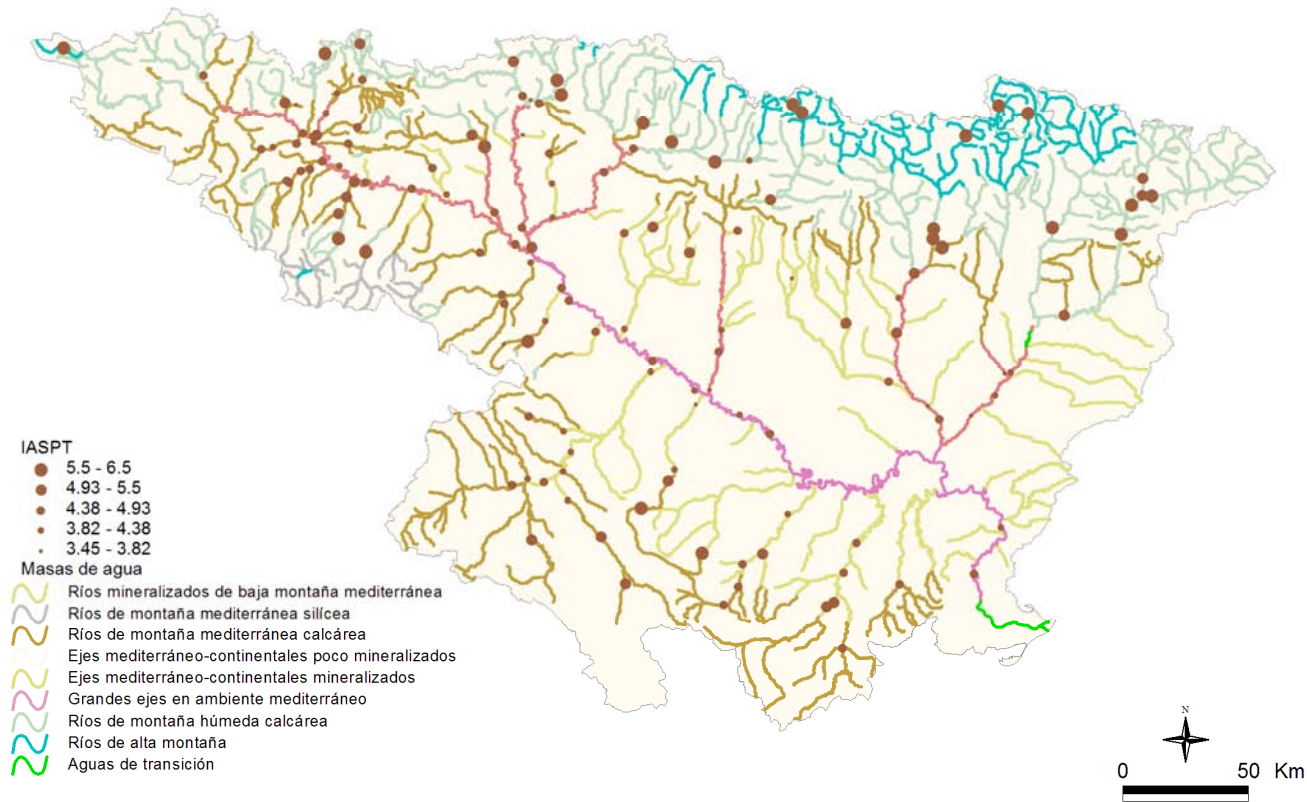 IASPT
5.5 - 6.5
4.93 - 5.5
4.38 - 4.93
3.82 - 4.38
3.45 - 3.82
Masas de agua
Ríos mineralizados de baja montaña mediterránea
Ríos de montaña mediterránea silícea
Ríos de montaña mediterránea calcárea
Ejes mediterráneo-continentales poco mineralizados
Ejes mediterráneo-continentales mineralizados
Grandes ejes en ambiente mediterráneo
Ríos de montaña húmeda calcárea
Ríos de alta montaña
Aguas de transición
N
0 50 Km